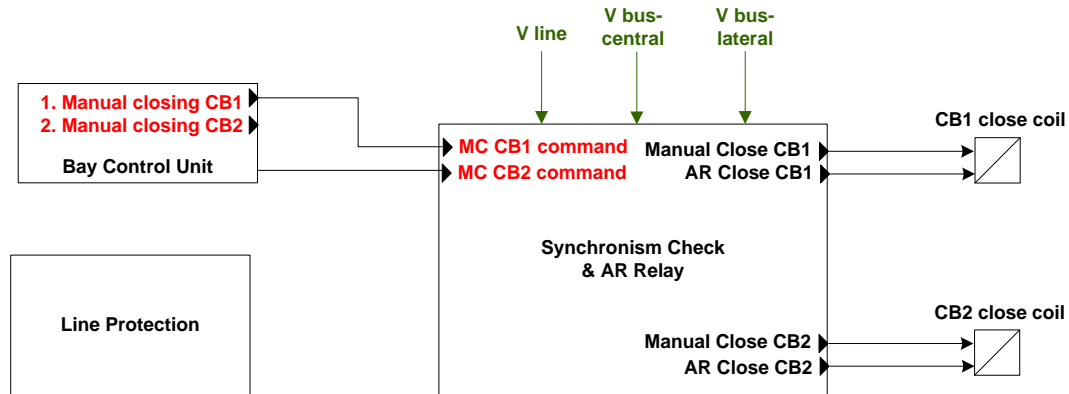 V line
V bus-
central
V bus-
lateral
1. Manual closing CB1
2. Manual closing CB2
Bay Control Unit
MC CB1 command
MC CB2 command
Manual Close CB1
AR Close CB1
CB1 close coil
Synchronism Check
& AR Relay
Line Protection
Manual Close CB2
AR Close CB2
CB2 close coil